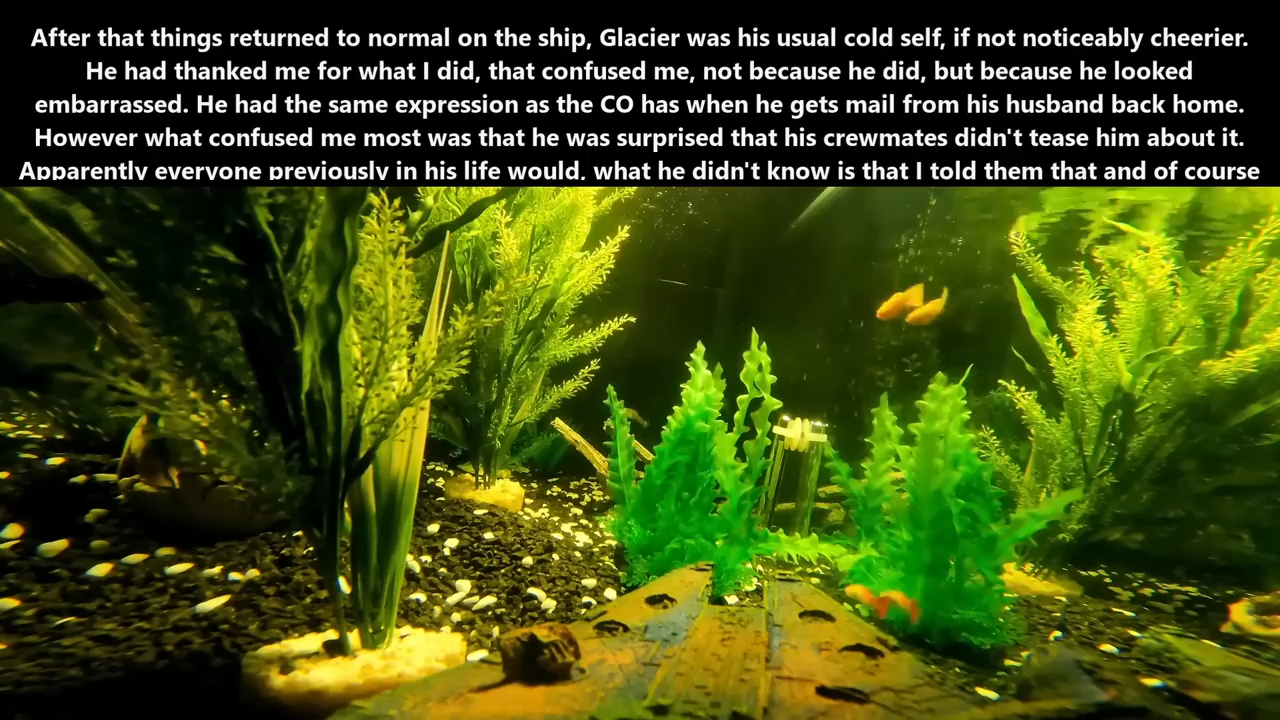 After that things returned to normal on the ship, Glacier was his usual cold self, if not noticeably cheerier.
He had thanked me for what I did, that confused me, not because he did, but because he looked
embarrassed. He had the same expression as the CO has when he gets mail from his husband back home.
However what confused me most was that he was surprised that his crewmates didn't tease him about it.
Apparently everyone previously in his life would, what he didn't know is that I told them that and of course